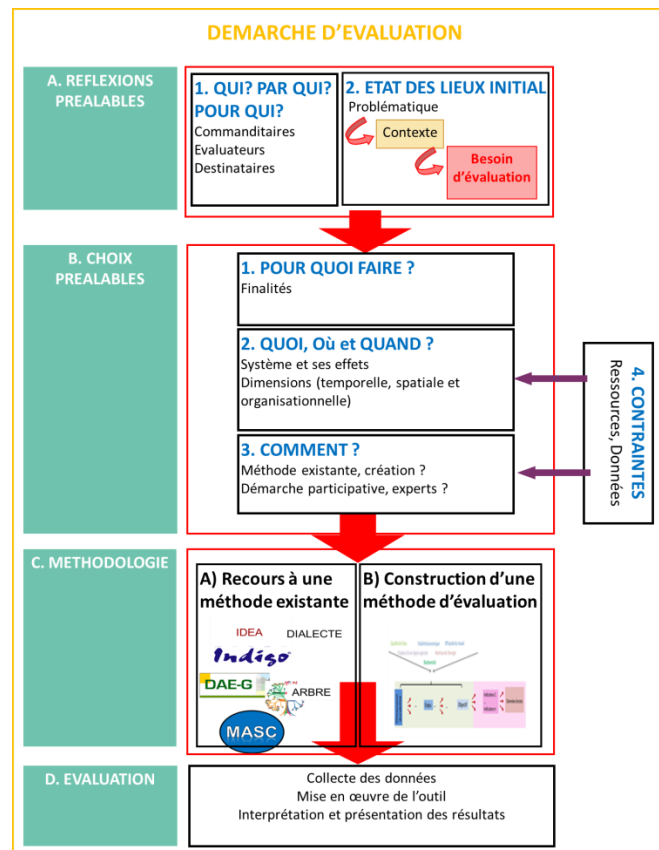 DEMARCHE D'EVALUATION
A. REFLEXIONS
PREALABLES
1. QUI? PAR QUI?
POUR QUI?
Commanditaires
Evaluateurs
Destinataires
2. ETAT DES LIEUX INITIAL
Problématique
Contexte
Besoin
d'évaluation
B. CHOIX
PREALABLES
1. POUR QUOI FAIRE ?
Finalités
2. QUOI, Où et QUAND ?
Système et ses effets
Dimensions (temporelle, spatiale et
organisationnelle)
3. COMMENT ?
Méthode existante, création ?
Démarche participative, experts ?
4. CONTRAINTES
Ressources, Données
C. METHODOLOGIE
A) Recours à une
méthode existante
IDEA
DIALECTE
Indigo
DAE-G
ARBRE
MASC
B) Construction d'une
méthode d'évaluation
D. EVALUATION
Collecte des données
Mise en œuvre de l'outil
Interprétation et présentation des résultats